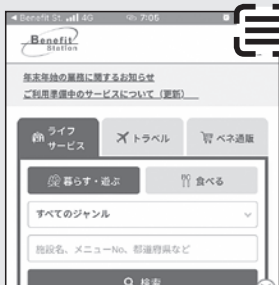 Benefit St. 4G 7:05
Benefit
Station
年末年始の業務に関するお知らせ
ご利用準備中のサービスについて（更新）
ライフ
サービス
トラベル
ベネ通販
暮らす・遊ぶ
食べる
すべてのジャンル
施設名、メニューNo、都道府県など
検索